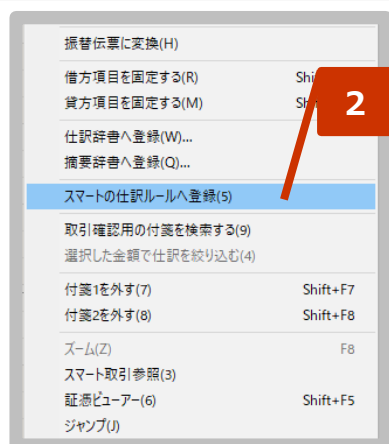 振替伝票に変換(H)
借方項目を固定する(R)
貸方項目を固定する(M)
2
仕訳辞書へ登録(W)...
摘要辞書へ登録(Q)...
スマートの仕訳ルールへ登録(5)
取引確認用の付箋を検索する(9)
選択した金額で仕訳を絞り込む(4)
付箋1を外す(7) Shift+F7
付箋2を外す(8) Shift+F8
ズーム(Z) F8
スマート取引参照(3)
証憑ビューアー(6) Shift+F5
ジャンプ(J)